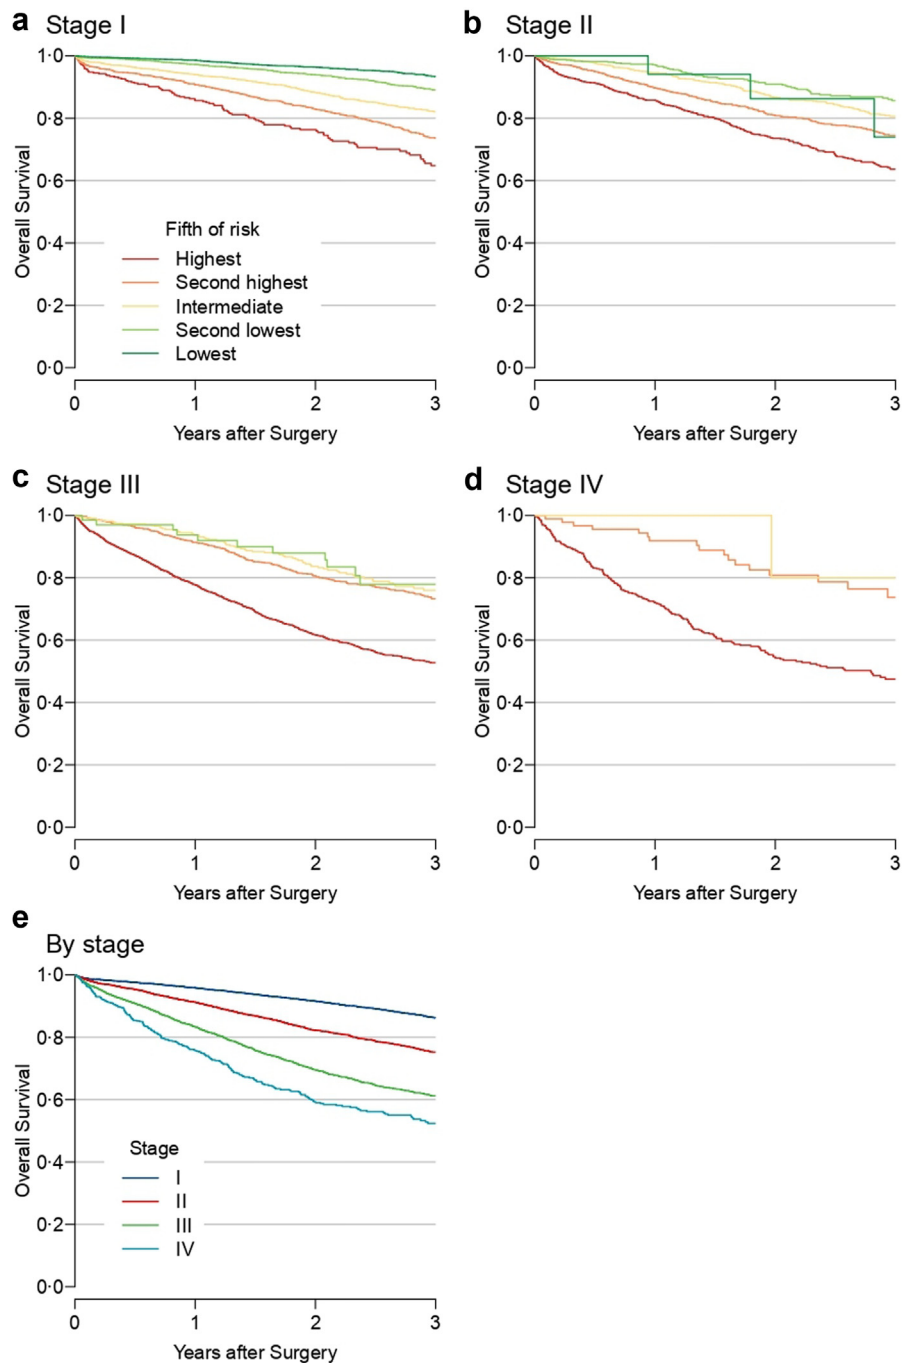 a Stage I
1·0
0·8
0·6
0·4
0·2
0·0
Overall Survival
Fifth of risk
Highest
Second highest
Intermediate
Second lowest
Lowest
0 1 2 3
Years after Surgery
b Stage II
1·0
0·8
0·6
0·4
0·2
0·0
Overall Survival
0 1 2 3
Years after Surgery
c Stage III
1·0
0·8
0·6
0·4
0·2
0·0
Overall Survival
0 1 2 3
Years after Surgery
d Stage IV
1·0
0·8
0·6
0·4
0·2
0·0
Overall Survival
0 1 2 3
Years after Surgery
e By stage
1·0
0·8
0·6
0·4
0·2
0·0
Overall Survival
Stage
I
II
III
IV
0 1 2 3
Years after Surgery